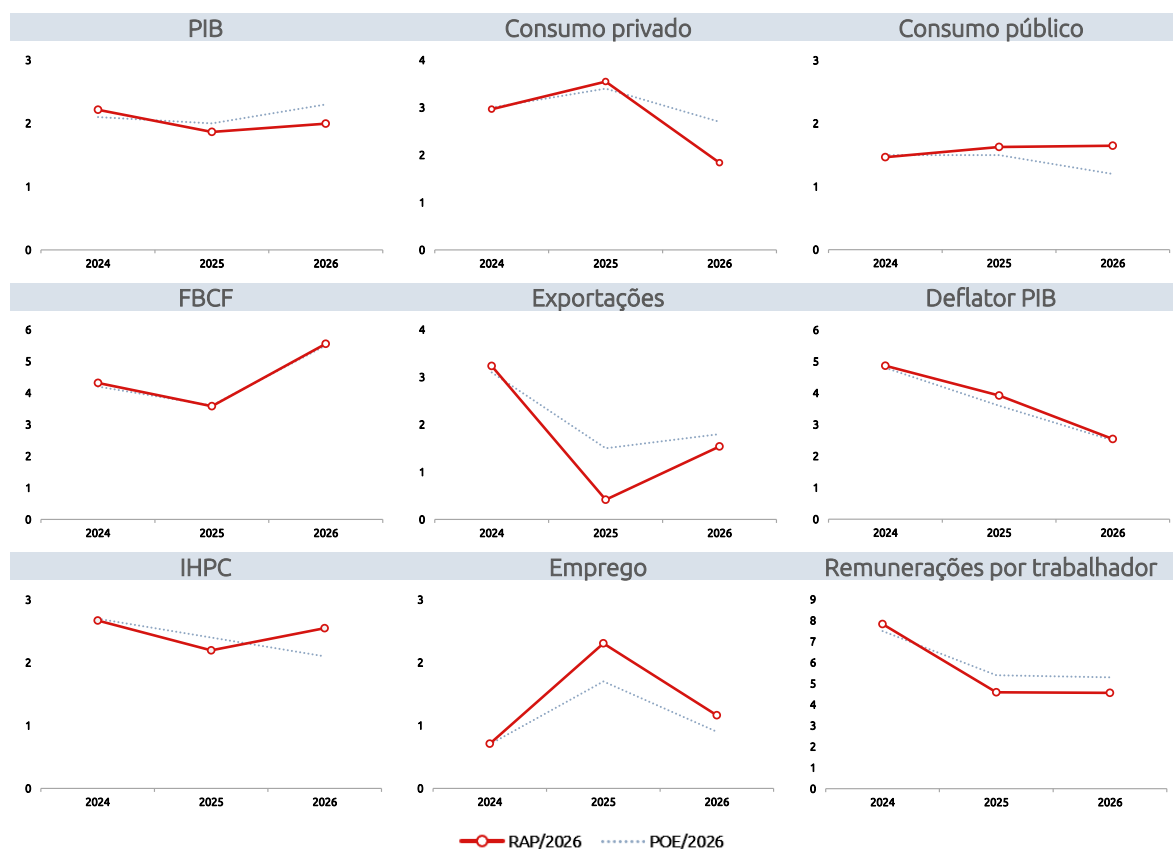 PIB Consumo privado Consumo público
3 4 3
3
2 2
2
1 1
1
0 0 0
2024 2025 2026 2024 2025 2026 2024 2025 2026
FBCF Exportações Deflator PIB
6 4 6
5 5
3
4 4
3 2 3
2 2
1
1 1
0 0 0
2024 2025 2026 2024 2025 2026 2024 2025 2026
IHPC Emprego Remunerações por trabalhador
3 3 9
8
7
2 2 6
5
4
1 1 3
2
1
0 0 0
2024 2025 2026 2024 2025 2026 2024 2025 2026
RAP/2026 POE/2026